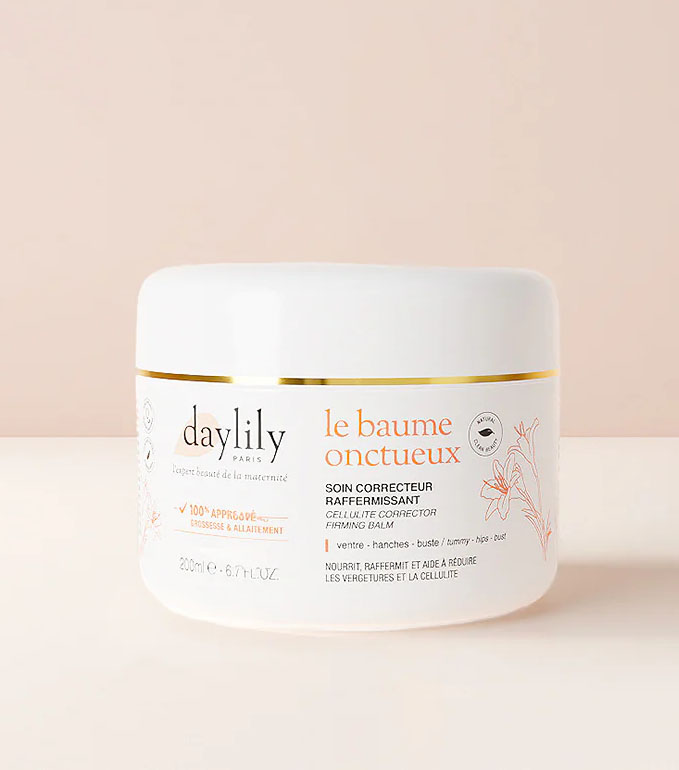 daylily
PARIS
l'expert beauté de la maternité
100% APPROUVÉ
GROSSESSE & ALLAITEMENT
200ml e - 6.7 FL.OZ.
le baume
onctueux
NATURAL
CLEAN BEAUTY
SOIN CORRECTEUR
RAFFERMISSANT
CELLULITE CORRECTOR
FIRMING BALM
ventre - hanches - buste / tummy - hips - bust
NOURRIT, RAFFERMIT ET AIDE À RÉDUIRE
LES VERGETURES ET LA CELLULITE